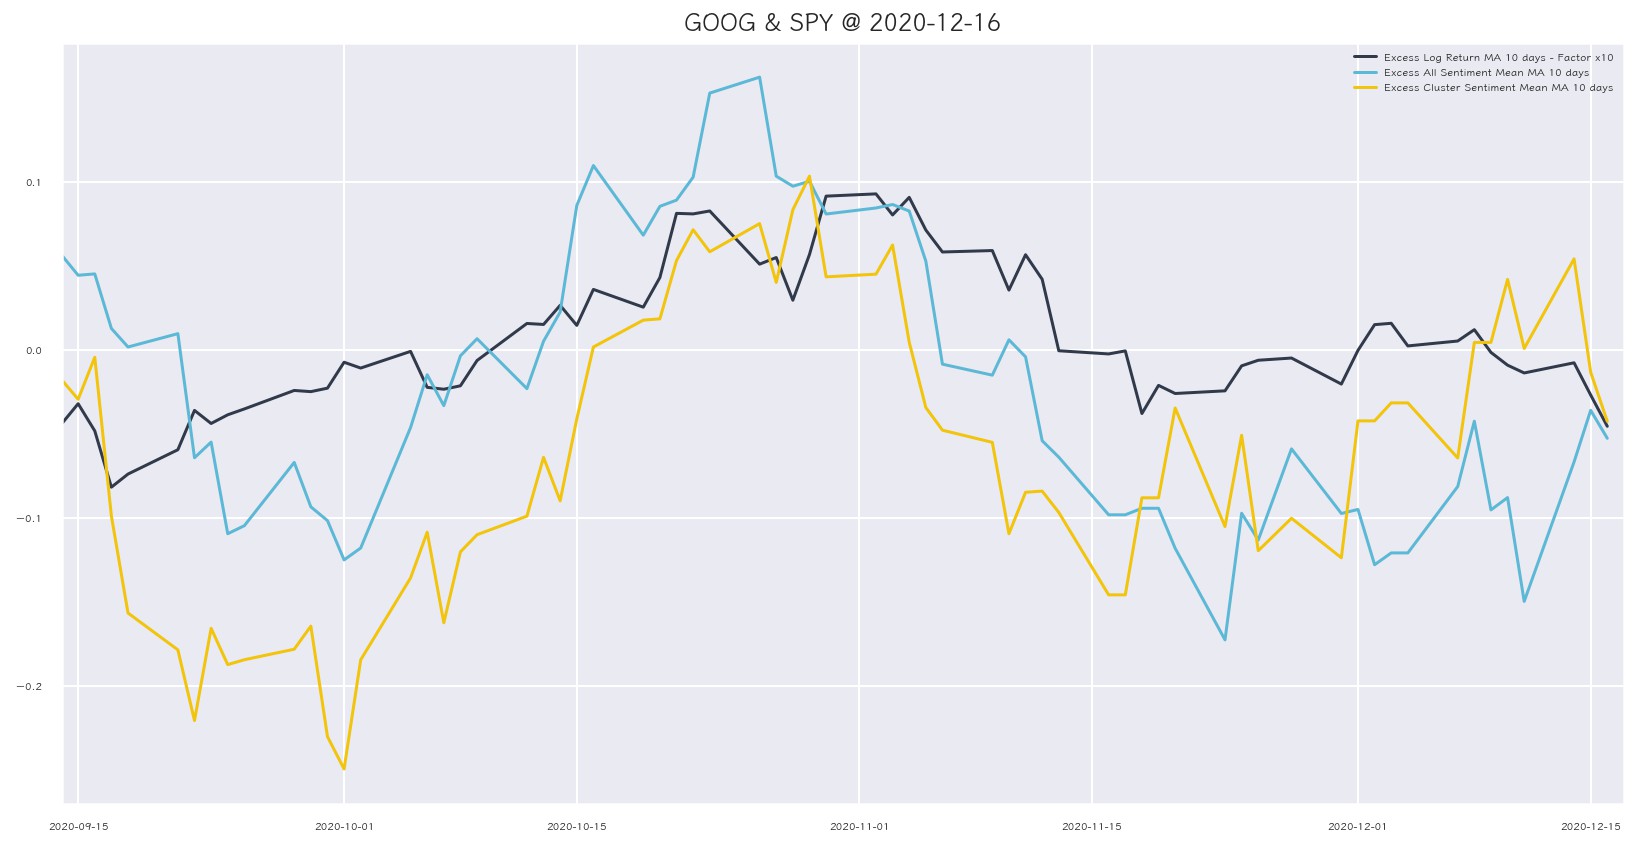 GOOG & SPY @ 2020-12-16
Excess Log Return MA 10 days - Factor x10
Excess All Sentiment Mean MA 10 days
Excess Cluster Sentiment Mean MA 10 days
0.1
0.0
−0.1
−0.2
2020-09-15 2020-10-01 2020-10-15 2020-11-01 2020-11-15 2020-12-01 2020-12-15